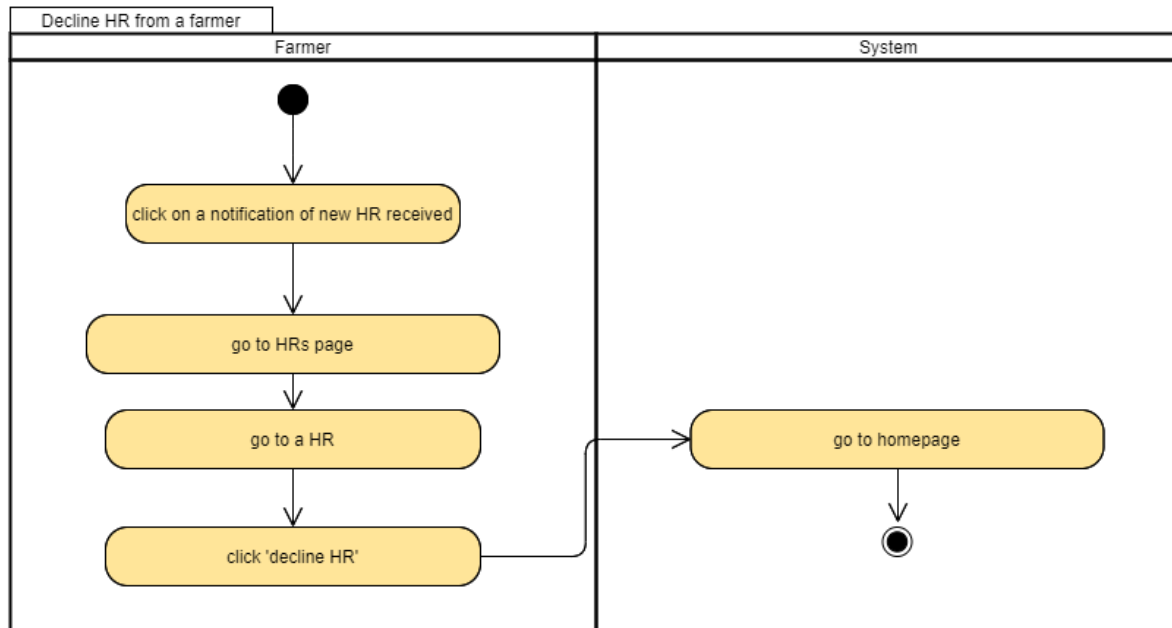 Decline HR from a farmer
Farmer
System
click on a notification of new HR received
go to HRs page
go to a HR
go to homepage
click 'decline HR'